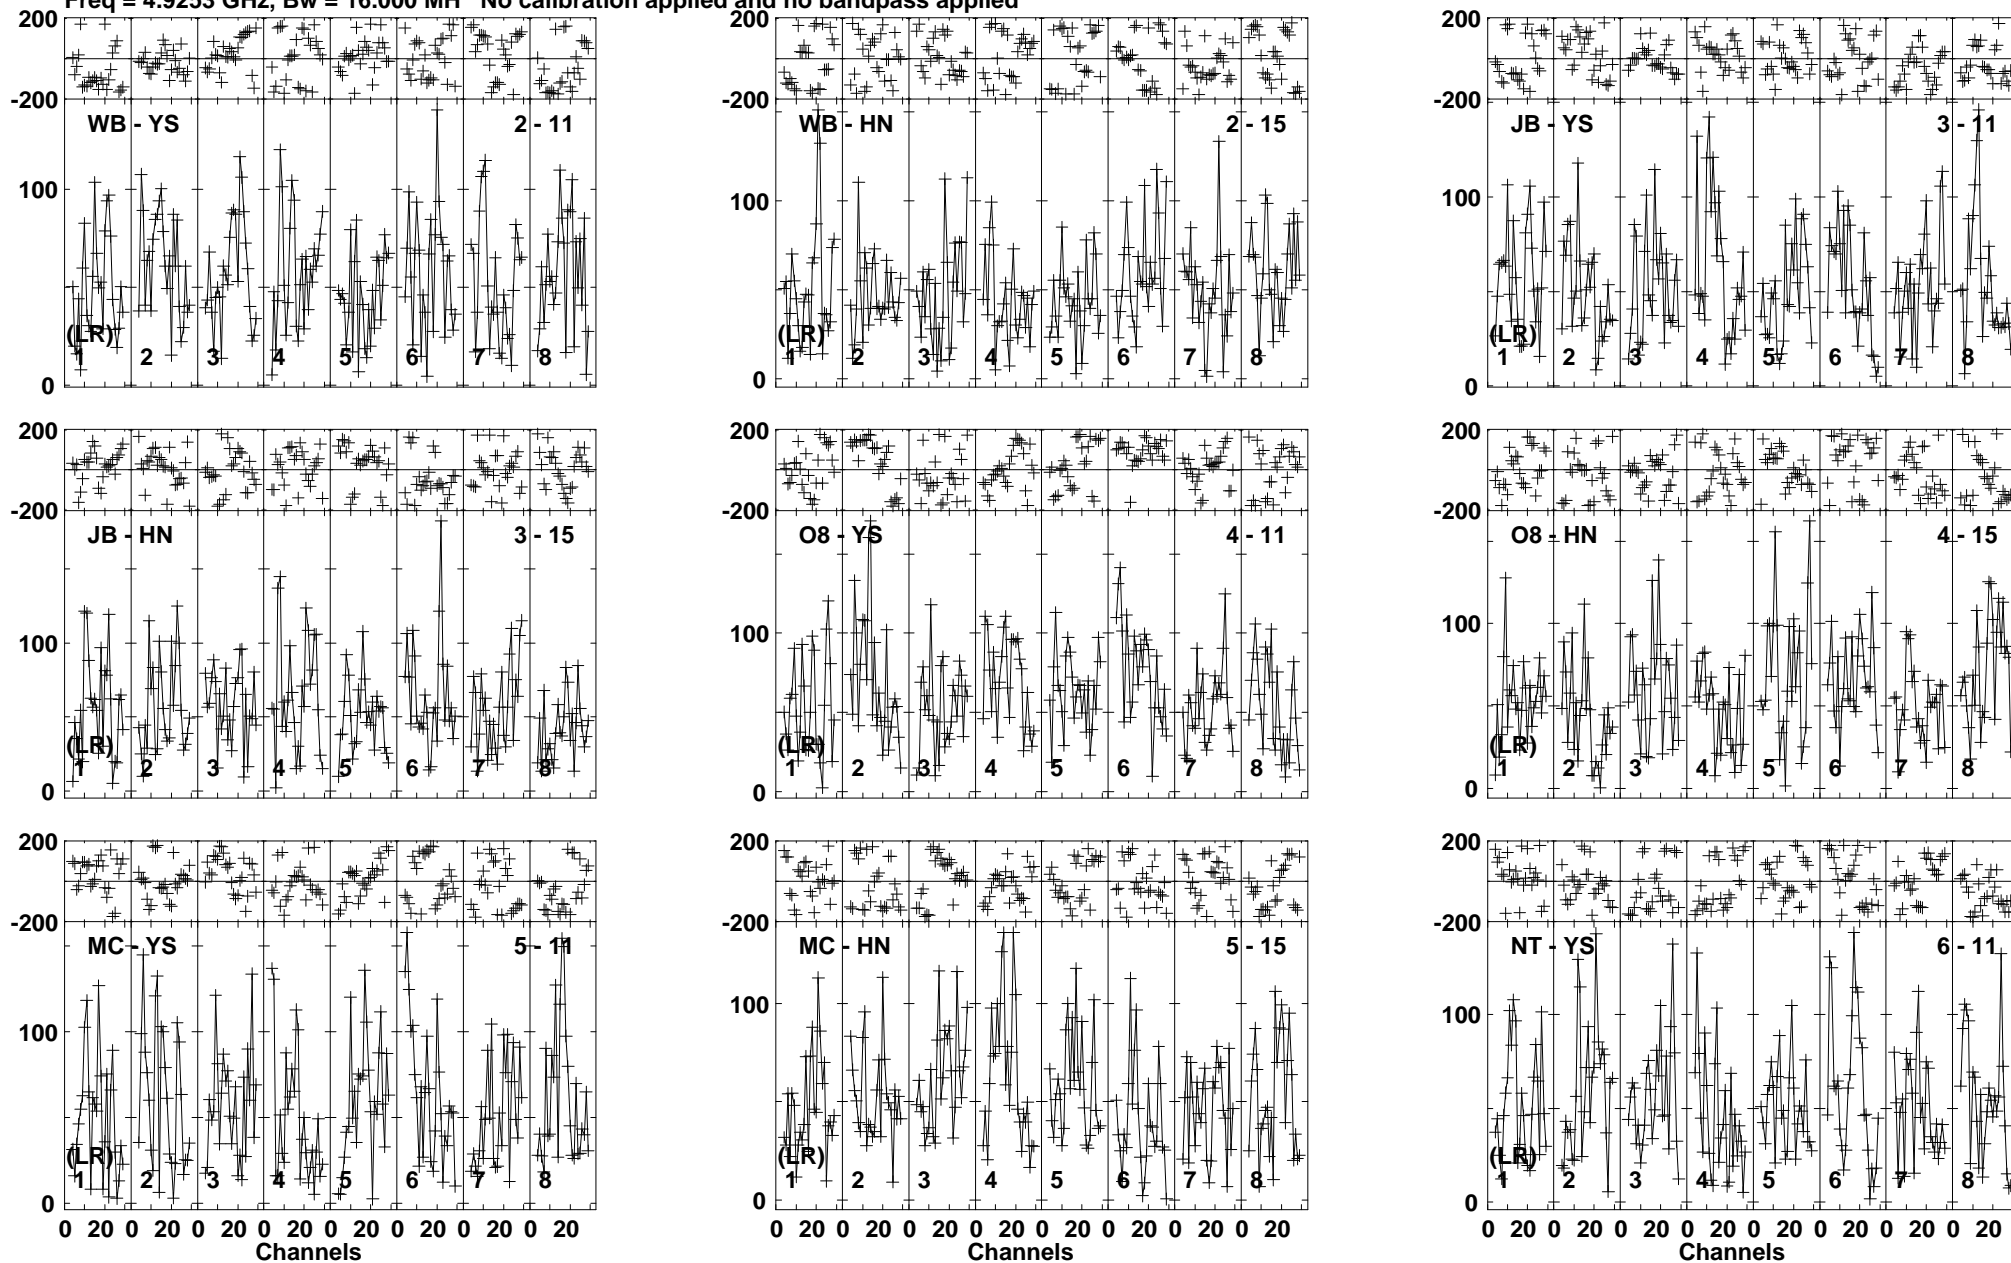 Freq = 4.9253 GHz, Bw = 16.000 MH   No calibration applied and no bandpass applied
200 200 200
-200 -200 -200
WB - YS 2 - 11 WB - HN 2 - 15 JB - YS 3 - 11
100 100 100
(LR) (LR) (LR)
1 2 3 4 5 6 7 8 1 2 3 4 5 6 7 8 1 2 3 4 5 6 7 8
0 0 0
200 200 200
-200 -200 -200
JB - HN 3 - 15 O8 - YS 4 - 11 O8 - HN 4 - 15
100 100 100
(LR) (LR) (LR)
1 2 3 4 5 6 7 8 1 2 3 4 5 6 7 8 1 2 3 4 5 6 7 8
0 0 0
200 200 200
-200 -200 -200
MC - YS 5 - 11 MC - HN 5 - 15 NT - YS 6 - 11
100 100 100
(LR) (LR) (LR)
1 2 3 4 5 6 7 8 1 2 3 4 5 6 7 8 1 2 3 4 5 6 7 8
0 0 0
0 20 0 20 0 20 0 20 0 20 0 20 0 20 0 20 0 20 0 20 0 20 0 20 0 20 0 20 0 20 0 20 0 20 0 20 0 20 0 20 0 20 0 20 0 20 0 20
Channels Channels Channels